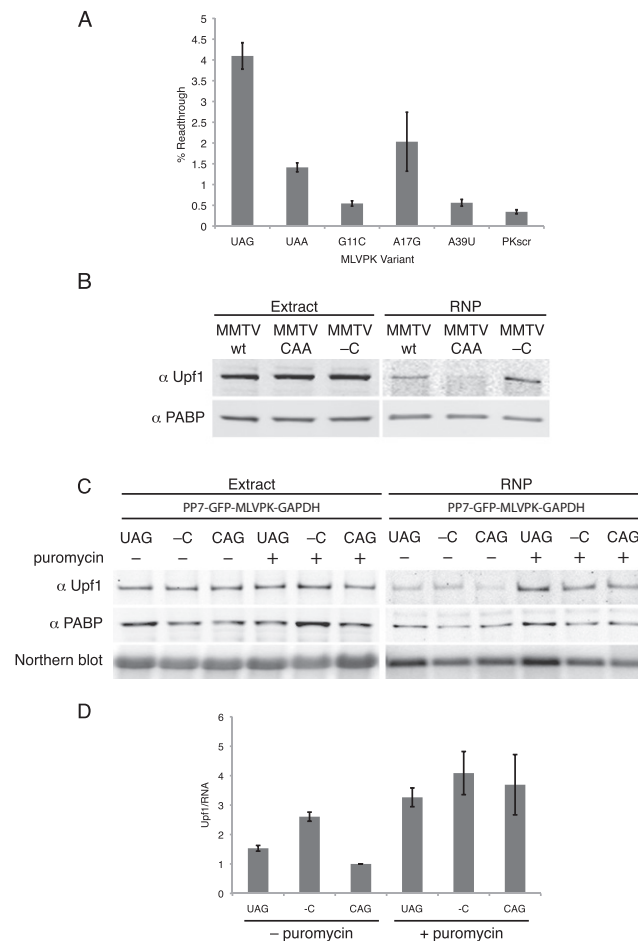 A
5
4.5
4
3.5
3
2.5
2
1.5
1
0.5
0
% Readthrough
UAG UAA G11C A17G A39U PKscr
MLVPK Variant
B
Extract RNP
MMTV wt MMTV CAA MMTV –C MMTV wt MMTV CAA MMTV –C
α Upf1
α PABP
C
Extract RNP
PP7-GFP-MLVPK-GAPDH PP7-GFP-MLVPK-GAPDH
UAG –C CAG UAG –C CAG UAG –C CAG UAG –C CAG
puromycin – – – + + + – – – + + +
α Upf1
α PABP
Northern blot
D
6
5
4
3
2
1
0
Upf1/RNA
UAG -C CAG UAG -C CAG
– puromycin + puromycin